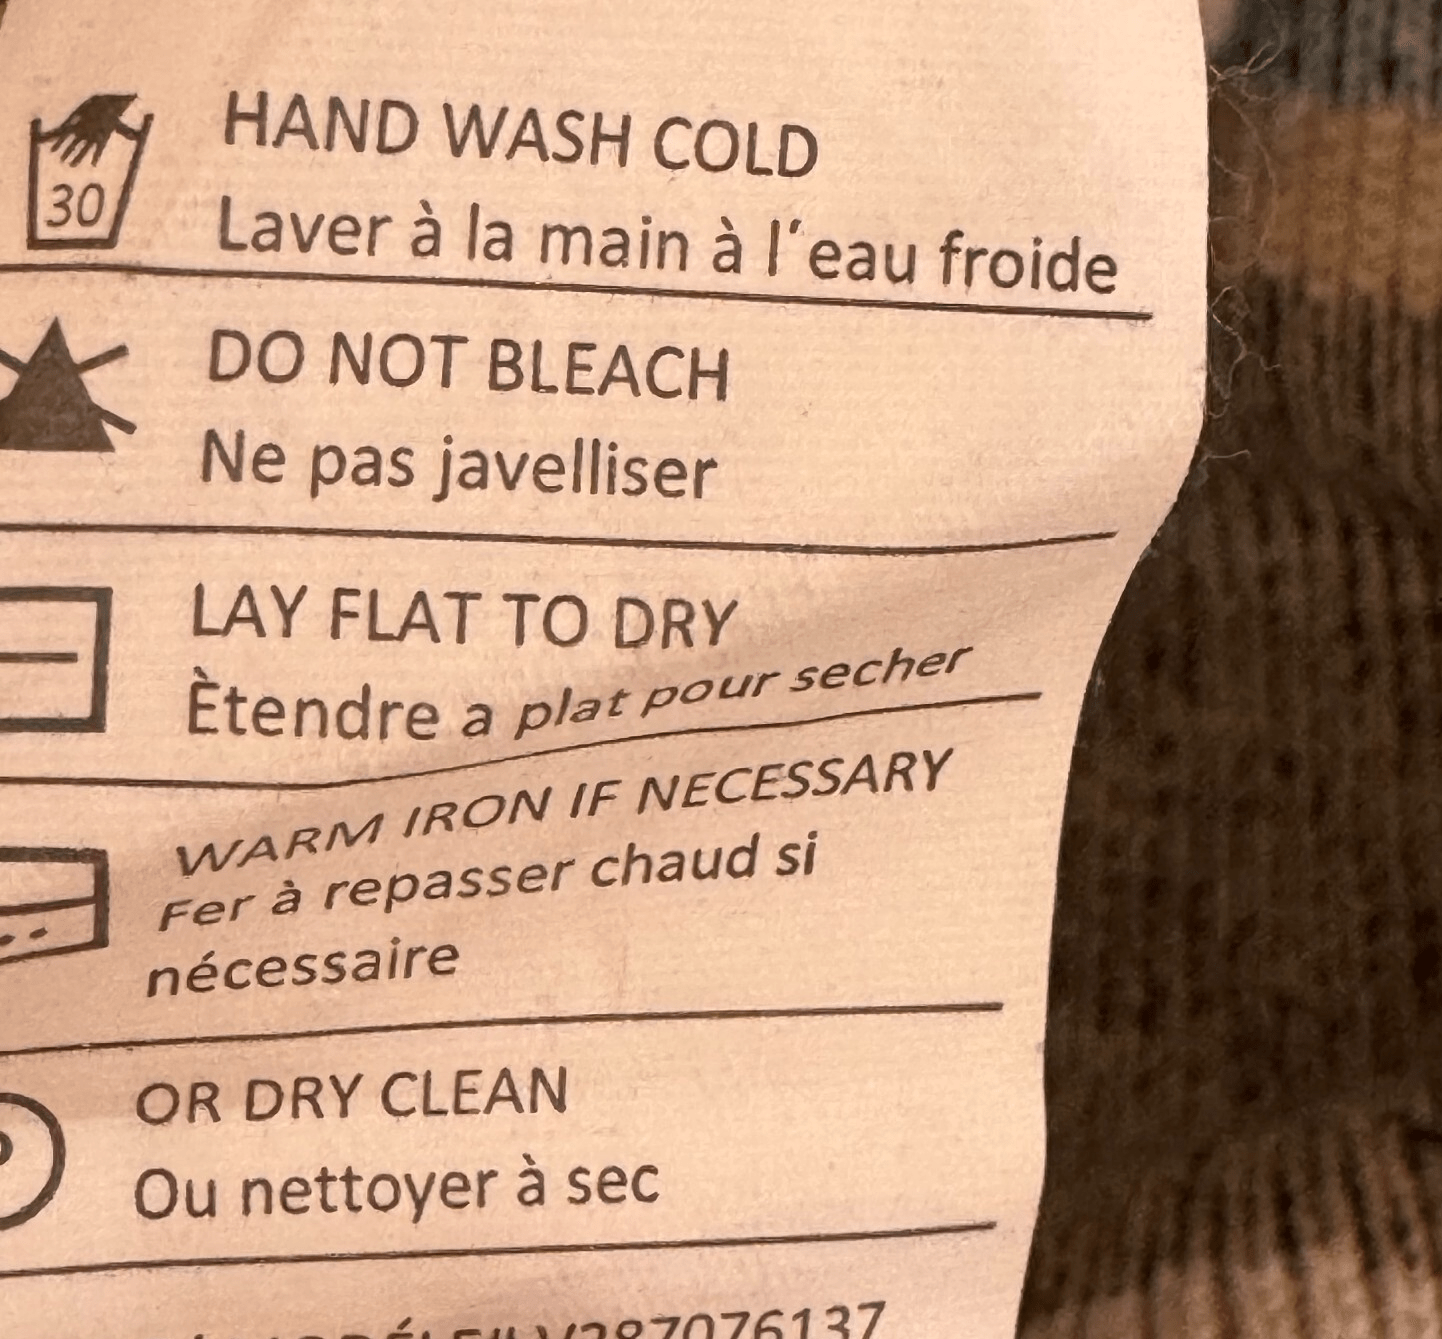 30
HAND WASH COLD
Laver à la main à l'eau froide
DO NOT BLEACH
Ne pas javelliser
LAY FLAT TO DRY
Ètendre a plat pour secher
WARM IRON IF NECESSARY
Fer à repasser chaud si
nécessaire
OR DRY CLEAN
Ou nettoyer à sec